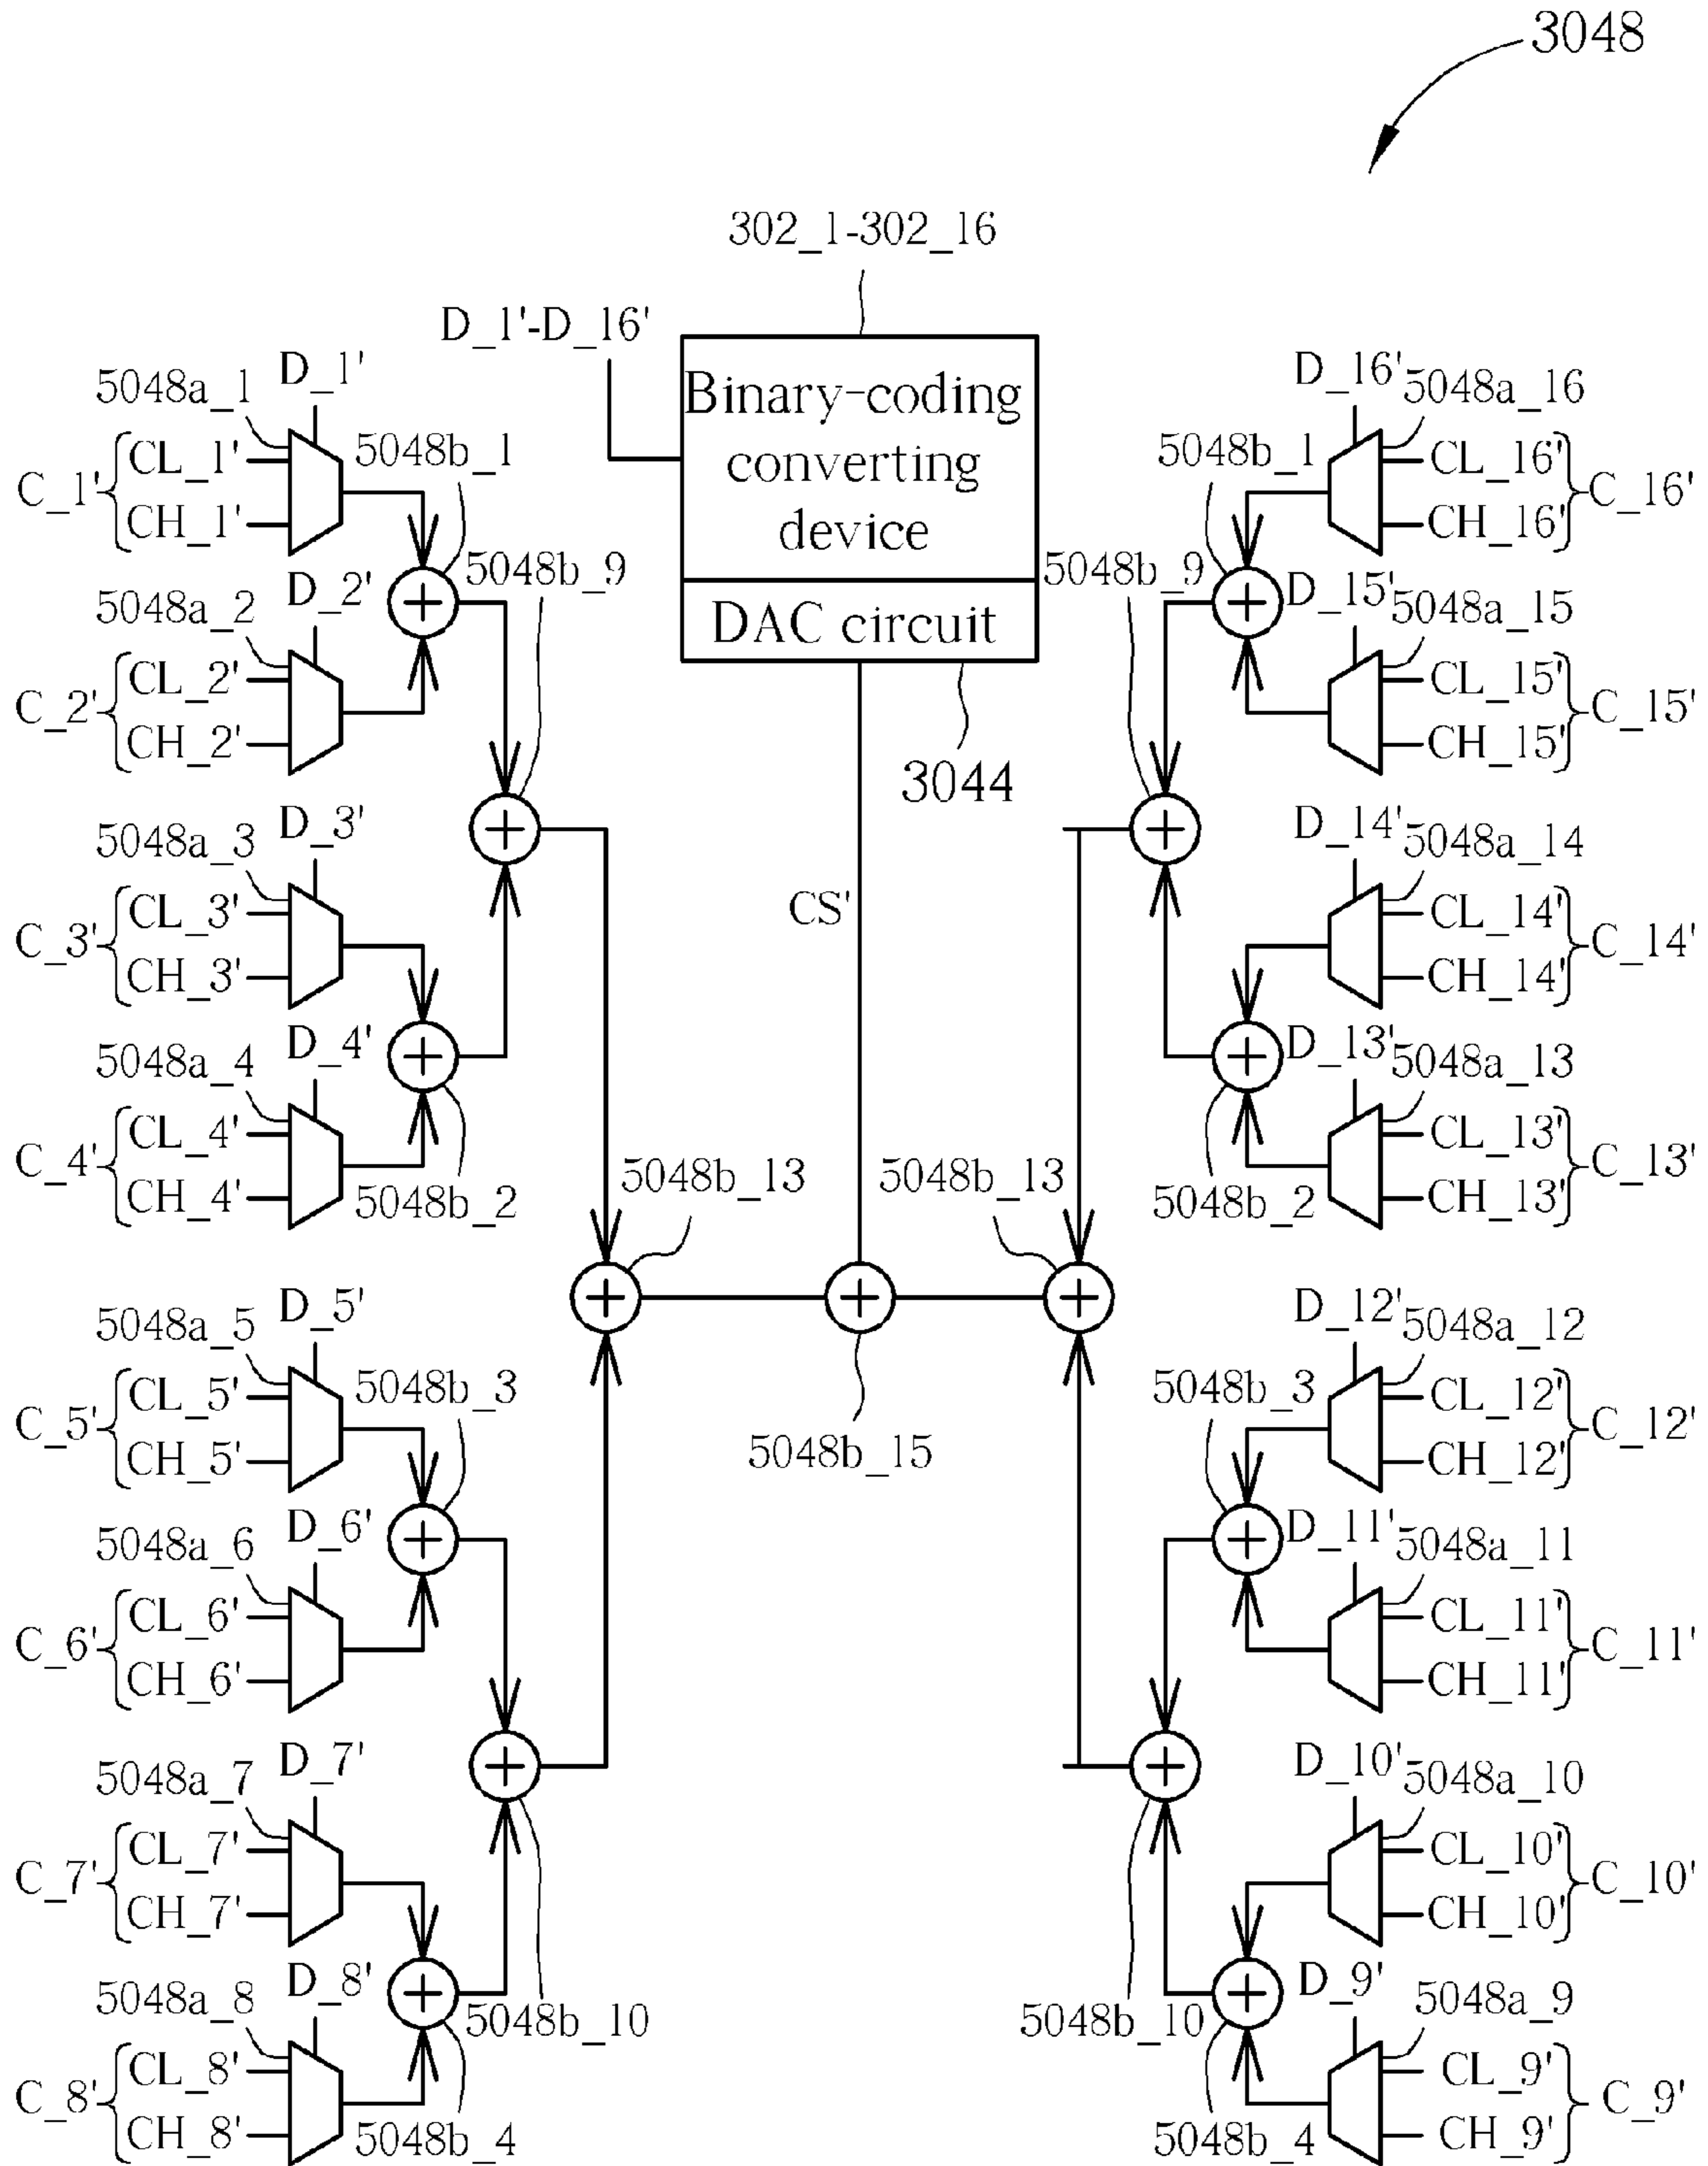 3048
302_1-302_16
D_1'-D_16'
Binary-coding
converting
device
DAC circuit
3044
CS'
5048a_1
D_1'
C_1'
CL_1'
CH_1'
5048b_1
5048a_2
D_2'
C_2'
CL_2'
CH_2'
5048b_9
5048a_3
D_3'
C_3'
CL_3'
CH_3'
5048a_4
D_4'
C_4'
CL_4'
CH_4'
5048b_2
5048b_13
5048a_5
D_5'
C_5'
CL_5'
CH_5'
5048b_3
5048a_6
D_6'
C_6'
CL_6'
CH_6'
5048a_7
D_7'
C_7'
CL_7'
CH_7'
5048a_8
D_8'
C_8'
CL_8'
CH_8'
5048b_10
5048b_4
5048b_15
D_16'
5048a_16
5048b_1
CL_16'
CH_16'
C_16'
5048b_9
D_15'
5048a_15
CL_15'
CH_15'
C_15'
D_14'
5048a_14
CL_14'
CH_14'
C_14'
D_13'
5048a_13
CL_13'
CH_13'
C_13'
5048b_2
5048b_13
D_12'
5048a_12
5048b_3
CL_12'
CH_12'
C_12'
D_11'
5048a_11
CL_11'
CH_11'
C_11'
D_10'
5048a_10
CL_10'
CH_10'
C_10'
5048b_10
D_9'
5048a_9
CL_9'
CH_9'
C_9'
5048b_4